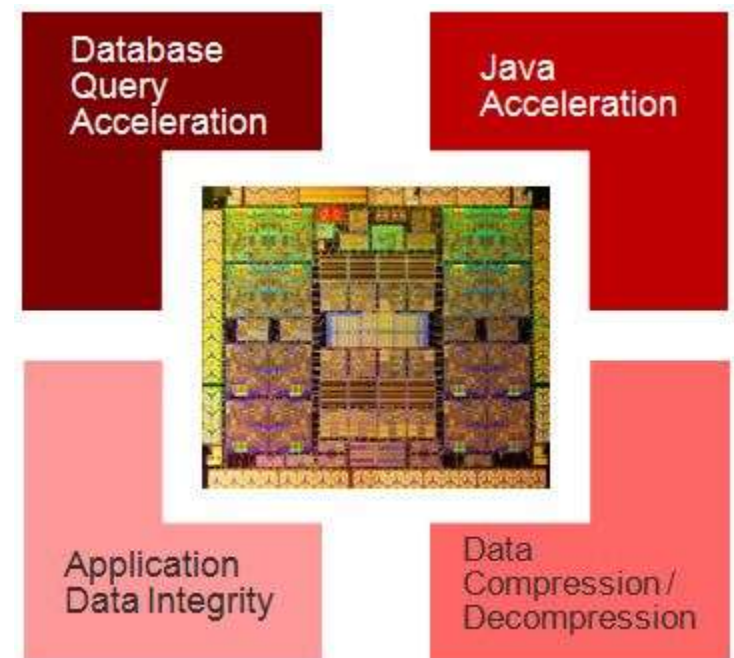 Database
Query
Acceleration
Java
Acceleration
Application
Data Integrity
Data
Compression /
Decompression